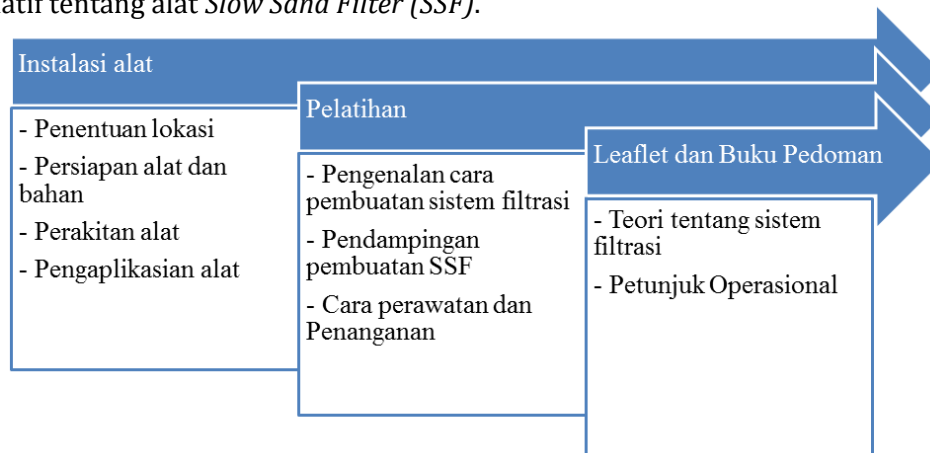 tentang alat Slow Sand Filter (SSF).
Instalasi alat
- Penentuan lokasi
- Persiapan alat dan
bahan
- Perakitan alat
- Pengaplikasian alat
Pelatihan
- Pengenalan cara
pembuatan sistem filtrasi
- Pendampingan
pembuatan SSF
- Cara perawatan dan
Penanganan
Leaflet dan Buku Pedoman
- Teori tentang sistem
filtrasi
- Petunjuk Operasional